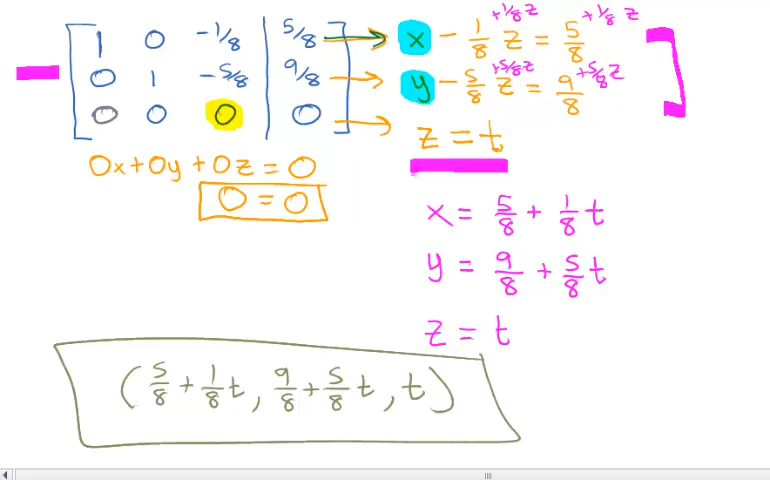 1 0 -1/8 | 5/8 → x - 1/8 z = 5/8 +1/8 z +1/8 z
0 1 -5/8 | 9/8 → y - 5/8 z = 9/8 +5/8 z +5/8 z
0 0 0 | 0 → z = t
0x+0y+0z=0
0 = 0
x = 5/8 + 1/8 t
y = 9/8 + 5/8 t
z = t
(5/8 + 1/8 t, 9/8 + 5/8 t, t)